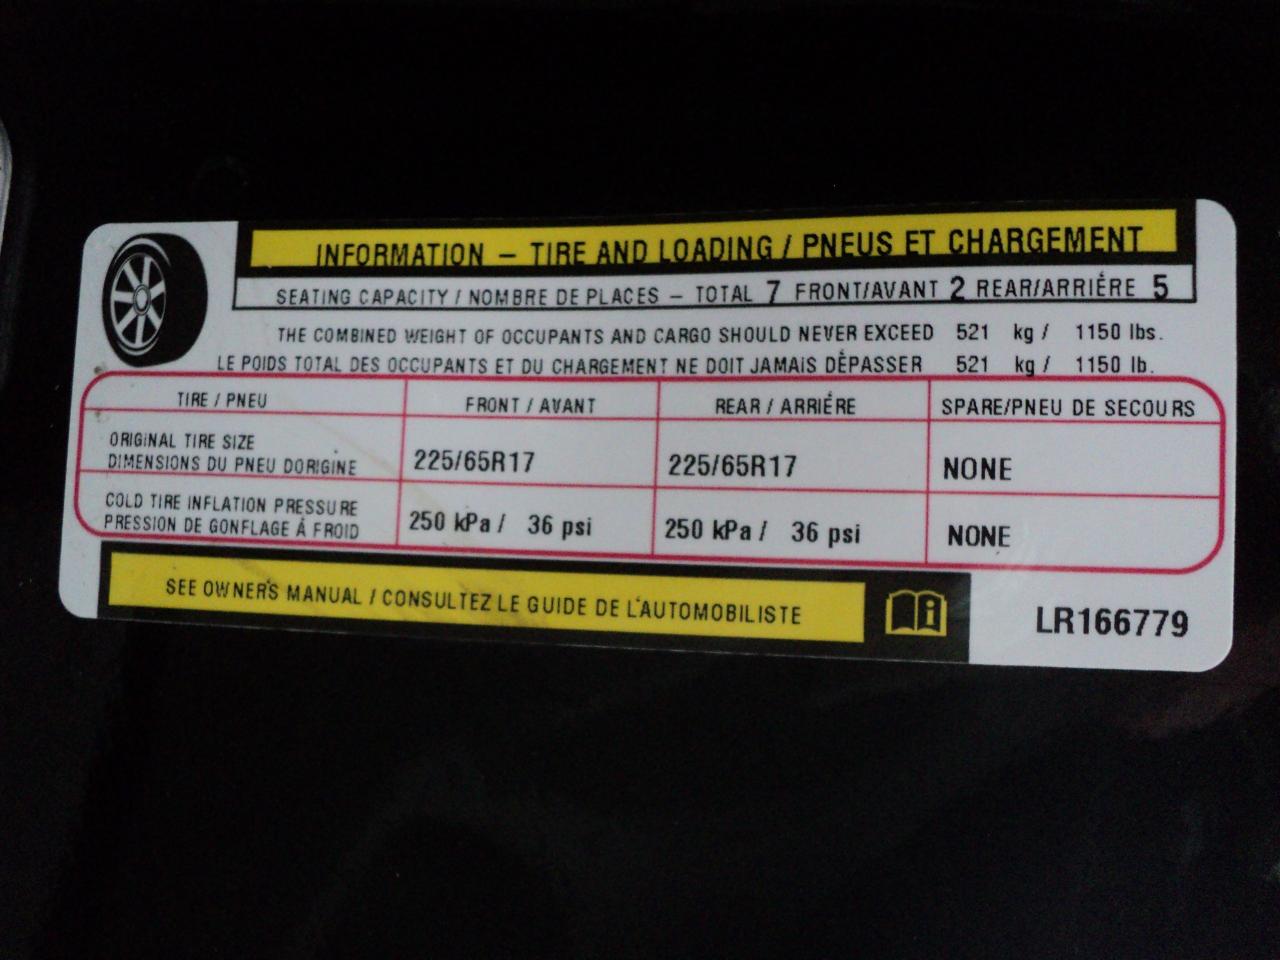 INFORMATION – TIRE AND LOADING / PNEUS ET CHARGEMENT
SEATING CAPACITY / NOMBRE DE PLACES – TOTAL 7 FRONT/AVANT 2 REAR/ARRIÉRE 5
THE COMBINED WEIGHT OF OCCUPANTS AND CARGO SHOULD NEVER EXCEED 521 kg / 1150 lbs.
LE POIDS TOTAL DES OCCUPANTS ET DU CHARGEMENT NE DOIT JAMAIS DÉPASSER 521 kg / 1150 lb.
TIRE / PNEU FRONT / AVANT REAR / ARRIÉRE SPARE/PNEU DE SECOURS
ORIGINAL TIRE SIZE
DIMENSIONS DU PNEU DORIGINE 225/65R17 225/65R17 NONE
COLD TIRE INFLATION PRESSURE
PRESSION DE GONFLAGE Á FROID 250 kPa / 36 psi 250 kPa / 36 psi NONE
SEE OWNER'S MANUAL / CONSULTEZ LE GUIDE DE L'AUTOMOBILISTE
LR166779